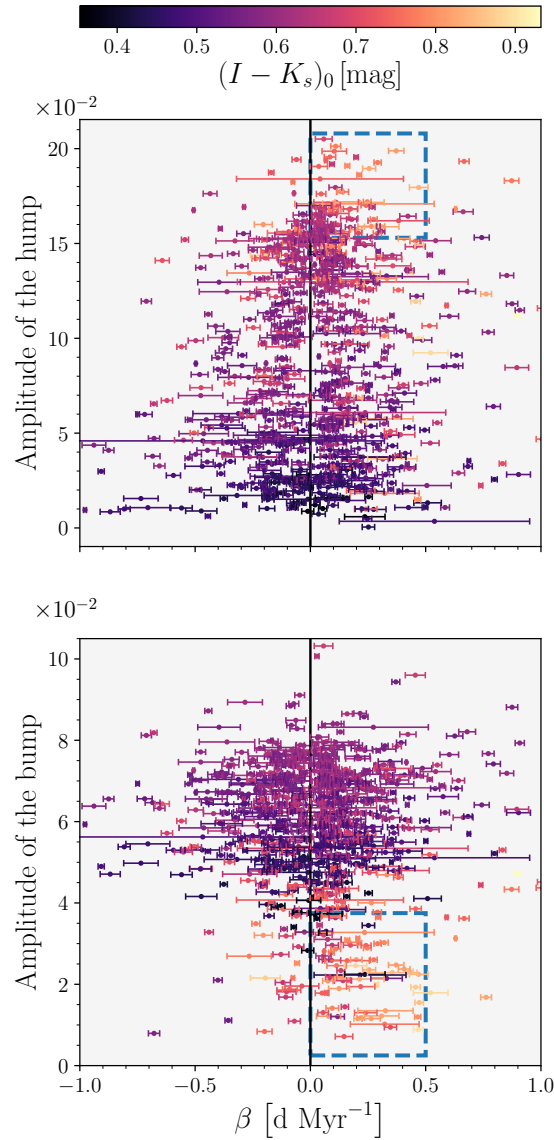 0.4 0.5 0.6 0.7 0.8 0.9
(I − Kₛ)₀ [mag]
×10⁻²
20
15
10
5
0
Amplitude of the hump
×10⁻²
10
8
6
4
2
0
Amplitude of the bump
−1.0 −0.5 0.0 0.5 1.0
β [d Myr⁻¹]